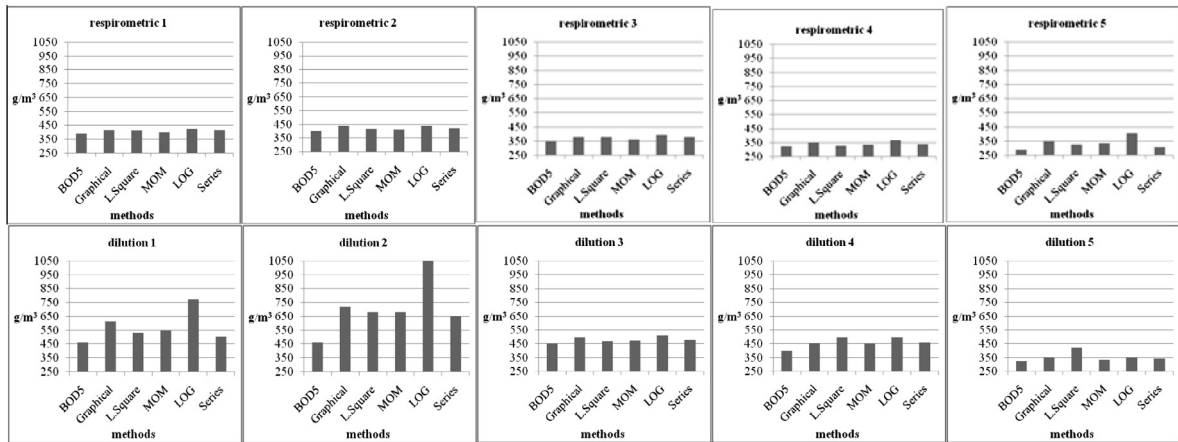 respirometric 1
1050
950
850
750
g/m³ 650
550
450
350
250
BOD5
Graphical
L.Square
MOM
LOG
Series
methods
respirometric 2
1050
950
850
750
g/m³ 650
550
450
350
250
BOD5
Graphical
L.Square
MOM
LOG
Series
methods
respirometric 3
1050
950
850
750
g/m³ 650
550
450
350
250
BOD5
Graphical
L.Square
MOM
LOG
Series
methods
respirometric 4
1050
950
850
750
g/m³ 650
550
450
350
250
BOD5
Graphical
L.Square
MOM
LOG
Series
methods
respirometric 5
1050
950
850
750
g/m³ 650
550
450
350
250
BOD5
Graphical
L.Square
MOM
LOG
Series
methods
dilution 1
1050
950
850
750
g/m³ 650
550
450
350
250
BOD5
Graphical
L.Square
MOM
LOG
Series
methods
dilution 2
1050
950
850
750
g/m³ 650
550
450
350
250
BOD5
Graphical
L.Square
MOM
LOG
Series
methods
dilution 3
1050
950
850
750
g/m³ 650
550
450
350
250
BOD5
Graphical
L.Square
MOM
LOG
Series
methods
dilution 4
1050
950
850
750
g/m³ 650
550
450
350
250
BOD5
Graphical
L.Square
MOM
LOG
Series
methods
dilution 5
1050
950
850
750
g/m³ 650
550
450
350
250
BOD5
Graphical
L.Square
MOM
LOG
Series
methods